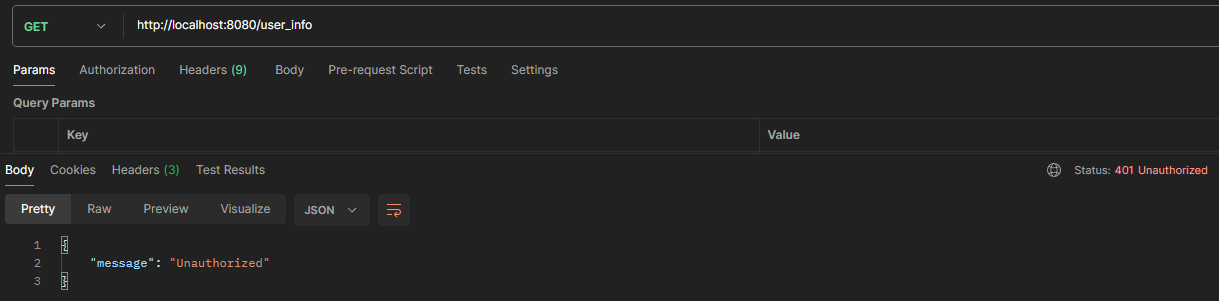 GET http://localhost:8080/user_info
Params Authorization Headers (9) Body Pre-request Script Tests Settings
Query Params
Key Value
Body Cookies Headers (3) Test Results Status: 401 Unauthorized
Pretty Raw Preview Visualize JSON
1 {
2 "message": "Unauthorized"
3 }